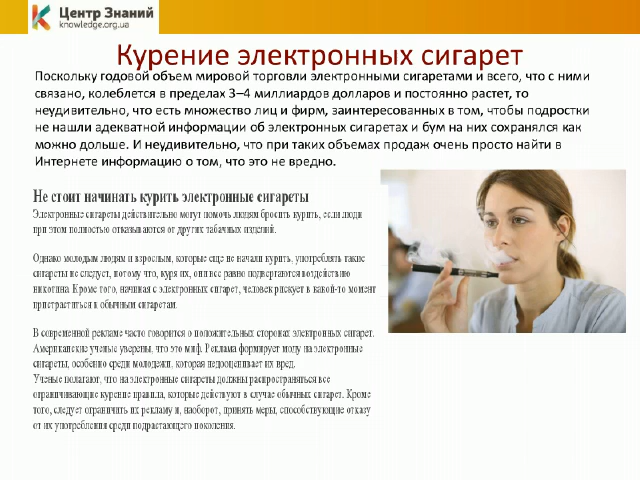 Центр Знаний
knowledge.org.ua
Курение электронных сигарет
Поскольку годовой объем мировой торговли электронными сигаретами и всего, что с ними
связано, колеблется в пределах 3–4 миллиардов долларов и постоянно растет, то
неудивительно, что есть множество лиц и фирм, заинтересованных в том, чтобы подростки
не нашли адекватной информации об электронных сигаретах и бум на них сохранялся как
можно дольше. И неудивительно, что при таких объемах продаж очень просто найти в
Интернете информацию о том, что это не вредно.
Не стоит начинать курить электронные сигареты
Электронные сигареты действительно могут помочь людям бросить курить, если люди
при этом полностью отказываются от других табачных изделий.
Однако молодым людям и взрослым, которые еще не начали курить, употреблять такие
сигареты не следует, потому что, куря их, они все равно подвергаются воздействию
никотина. Кроме того, начиная с электронных сигарет, человек рискует в какой-то момент
пристраститься к обычным сигаретам.
В современной рекламе часто говорится о положительных сторонах электронных сигарет.
Американские ученые уверены, что это миф. Реклама формирует моду на электронные
сигареты, особенно среди молодежи, которая недооценивает их вред.
Ученые полагают, что на электронные сигареты должны распространяться все
ограничивающие курение правила, которые действуют в случае обычных сигарет. Кроме
того, следует ограничить их рекламу и, наоборот, принять меры, способствующие отказу
от их употребления среди подрастающего поколения.